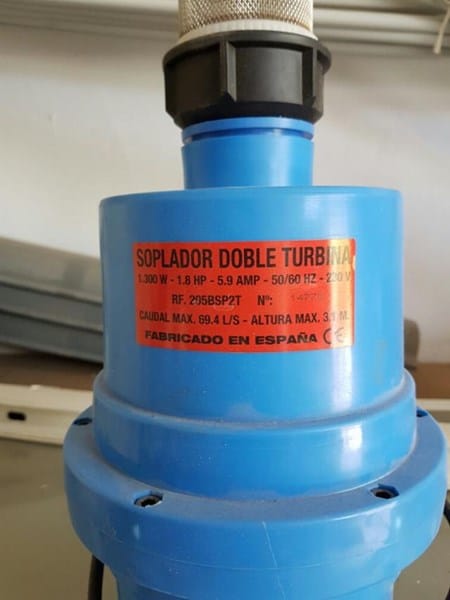 SOPLADOR DOBLE TURBINA
1.300 W - 1.8 HP - 5.9 AMP - 50/60 HZ - 230 V
RF. 295BSP2T Nº:
CAUDAL MAX. 69.4 L/S - ALTURA MAX. 3.1 M.
FABRICADO EN ESPAÑA CE